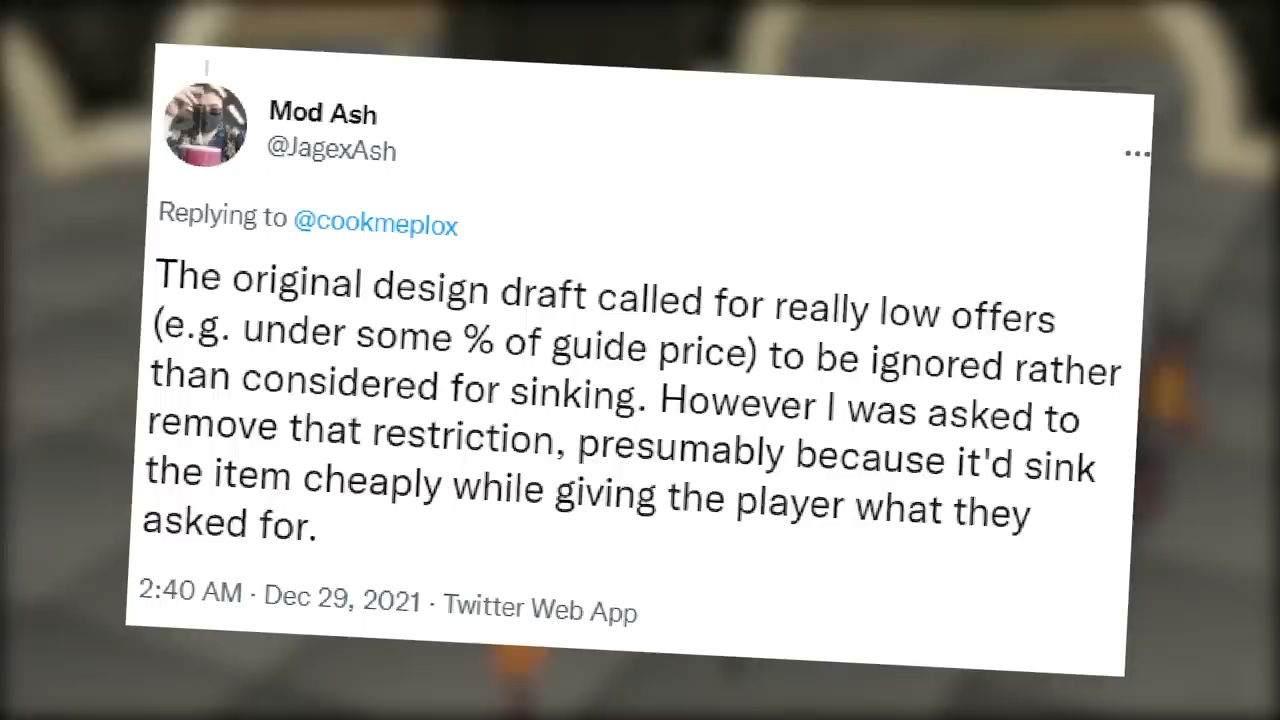 Mod Ash
@JagexAsh
...
Replying to @cookmeplox
The original design draft called for really low offers
(e.g. under some % of guide price) to be ignored rather
than considered for sinking. However I was asked to
remove that restriction, presumably because it'd sink
the item cheaply while giving the player what they
asked for.
2:40 AM · Dec 29, 2021 · Twitter Web App